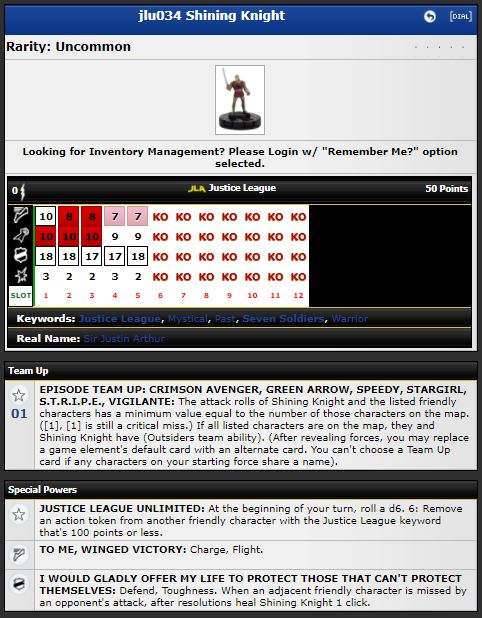 jlu034 Shining Knight
[DIAL]
Rarity: Uncommon
Looking for Inventory Management? Please Login w/ "Remember Me?" option
selected.
0 JLA Justice League 50 Points
10 8 8 7 7 KO KO KO KO KO KO KO
10 10 10 9 9 KO KO KO KO KO KO KO
18 18 17 17 18 KO KO KO KO KO KO KO
3 2 2 3 2 KO KO KO KO KO KO KO
SLOT 1 2 3 4 5 6 7 8 9 10 11 12
Keywords: Justice League, Mystical, Past, Seven Soldiers, Warrior
Real Name: Sir Justin Arthur
Team Up
EPISODE TEAM UP: CRIMSON AVENGER, GREEN ARROW, SPEEDY, STARGIRL,
01 S.T.R.I.P.E., VIGILANTE: The attack rolls of Shining Knight and the listed friendly
characters has a minimum value equal to the number of those characters on the map.
([1], [1] is still a critical miss.) If all listed characters are on the map, they and
Shining Knight have (Outsiders team ability). (After revealing forces, you may replace
a game element's default card with an alternate card. You can't choose a Team Up
card if any characters on your starting force share a name).
Special Powers
JUSTICE LEAGUE UNLIMITED: At the beginning of your turn, roll a d6. 6: Remove
an action token from another friendly character with the Justice League keyword
that's 100 points or less.
TO ME, WINGED VICTORY: Charge, Flight.
I WOULD GLADLY OFFER MY LIFE TO PROTECT THOSE THAT CAN'T PROTECT
THEMSELVES: Defend, Toughness. When an adjacent friendly character is missed by
an opponent's attack, after resolutions heal Shining Knight 1 click.